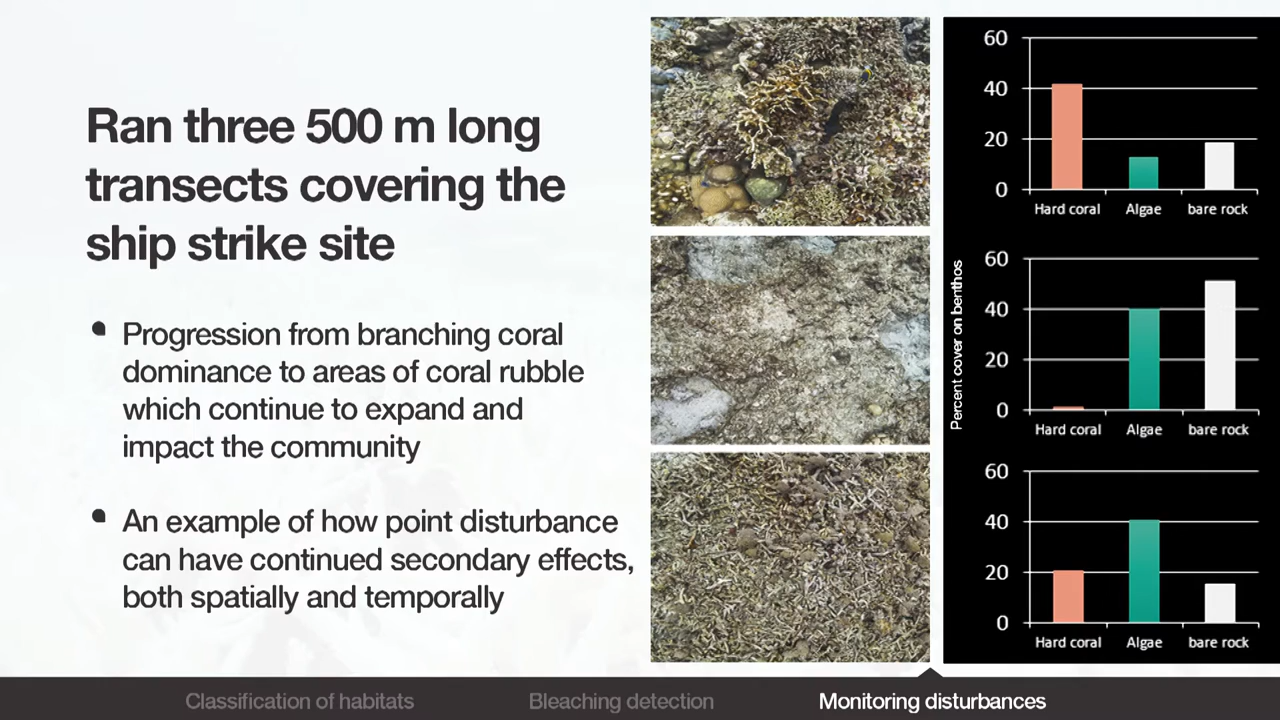 Ran three 500 m long
transects covering the
ship strike site
Progression from branching coral
dominance to areas of coral rubble
which continue to expand and
impact the community
An example of how point disturbance
can have continued secondary effects,
both spatially and temporally
Percent cover on benthos
60
40
20
0
Hard coral Algae bare rock
60
40
20
0
Hard coral Algae bare rock
60
40
20
0
Hard coral Algae bare rock
Classification of habitats Bleaching detection Monitoring disturbances